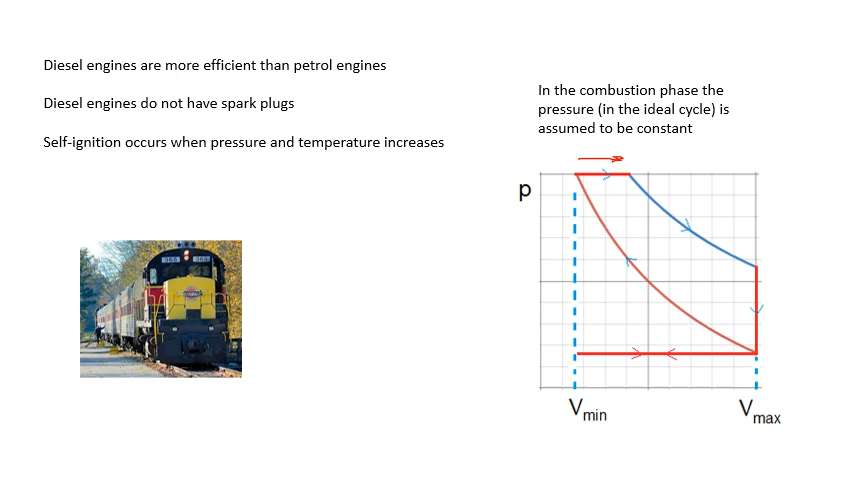 Diesel engines are more efficient than petrol engines
Diesel engines do not have spark plugs
Self-ignition occurs when pressure and temperature increases
In the combustion phase the
pressure (in the ideal cycle) is
assumed to be constant
p
Vmin
Vmax
365
365